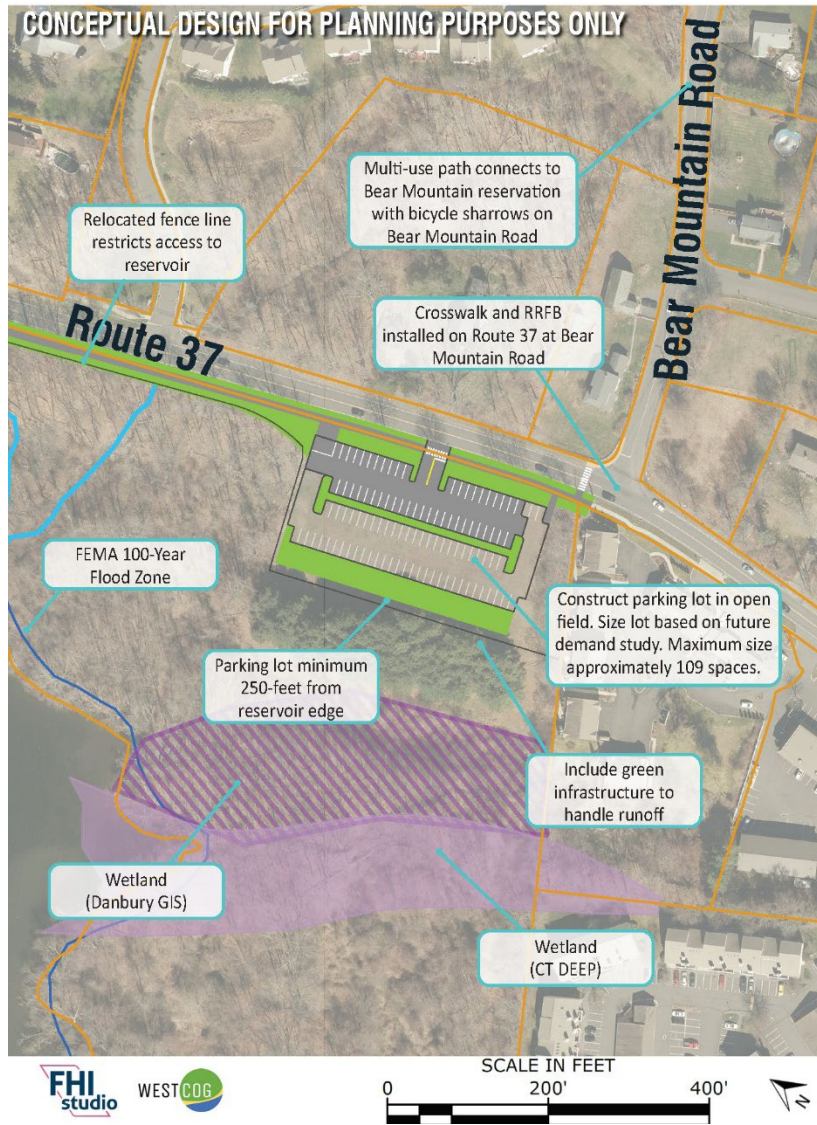 CONCEPTUAL DESIGN FOR PLANNING PURPOSES ONLY
Bear Mountain Road
Multi-use path connects to
Bear Mountain reservation
with bicycle sharrows on
Bear Mountain Road
Relocated fence line
restricts access to
reservoir
Route 37
Crosswalk and RRFB
installed on Route 37 at Bear
Mountain Road
FEMA 100-Year
Flood Zone
Construct parking lot in open
field. Size lot based on future
demand study. Maximum size
approximately 109 spaces.
Parking lot minimum
250-feet from
reservoir edge
Include green
infrastructure to
handle runoff
Wetland
(Danbury GIS)
Wetland
(CT DEEP)
FHI
studio
WESTCOG
SCALE IN FEET
0 200' 400'
N